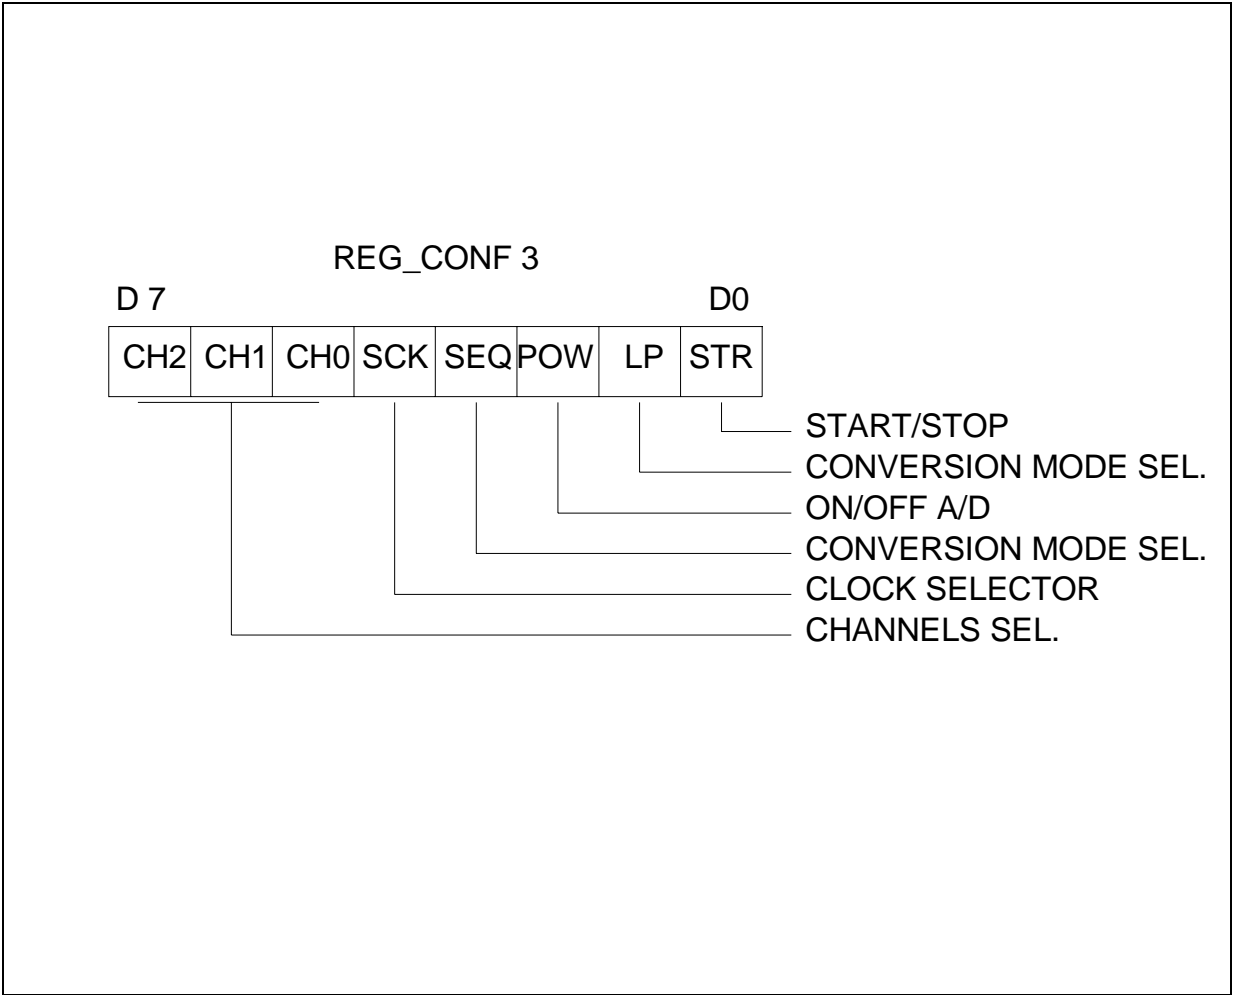 REG_CONF 3
D 7 D0
CH2 CH1 CH0 SCK SEQ POW LP STR
START/STOP
CONVERSION MODE SEL.
ON/OFF A/D
CONVERSION MODE SEL.
CLOCK SELECTOR
CHANNELS SEL.